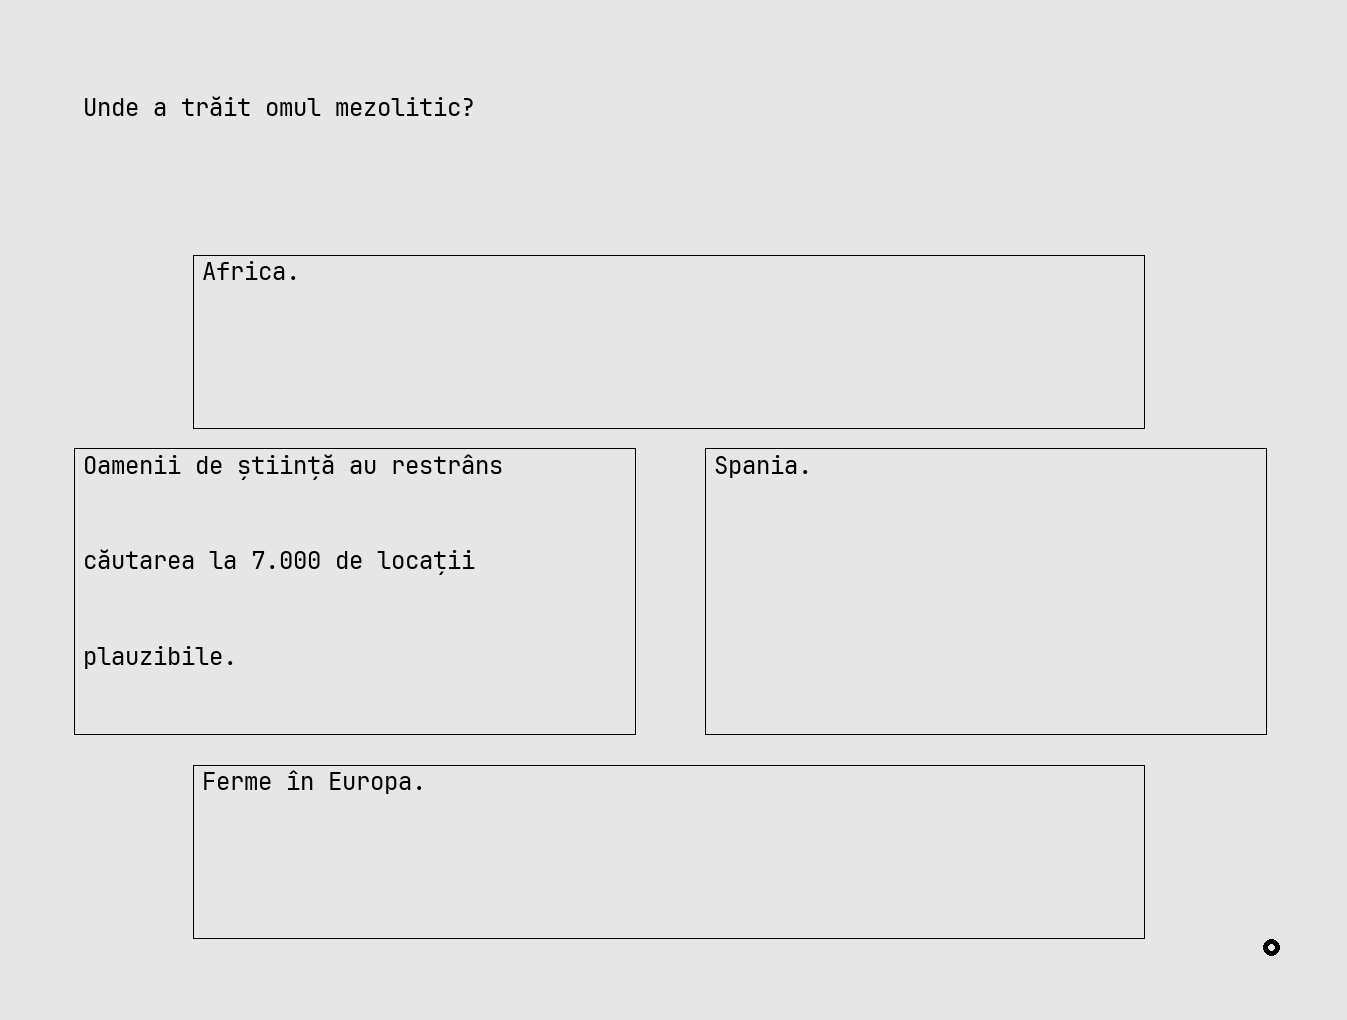 Unde a trăit omul mezolitic?
Africa.
Oamenii de știință au restrâns
căutarea la 7.000 de locații
plauzibile.
Spania.
Ferme în Europa.